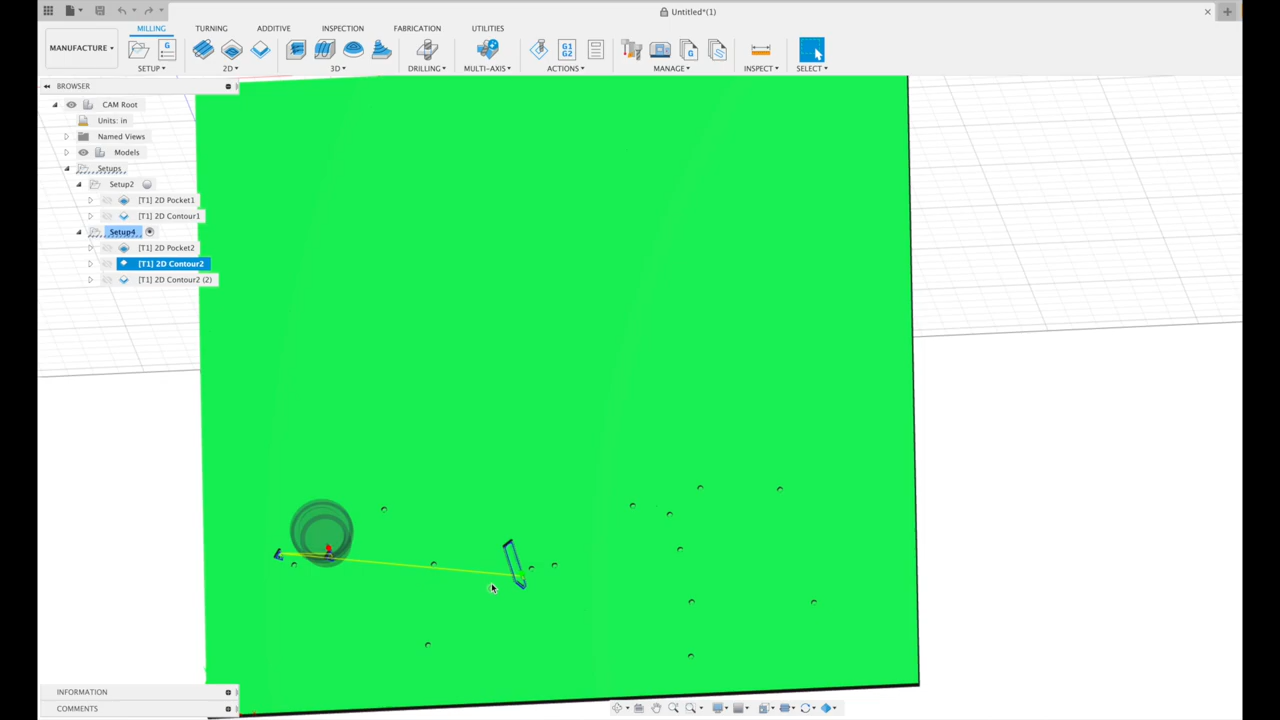 Untitled*(1)
MANUFACTURE
MILLING
TURNING
ADDITIVE
INSPECTION
FABRICATION
UTILITIES
G
G1
G2
G
SETUP
2D
3D
DRILLING
MULTI-AXIS
ACTIONS
MANAGE
INSPECT
SELECT
BROWSER
CAM Root
Units: in
Named Views
Models
Setups
Setup2
[T1] 2D Pocket1
[T1] 2D Contour1
Setup4
[T1] 2D Pocket2
[T1] 2D Contour2
[T1] 2D Contour2 (2)
INFORMATION
COMMENTS